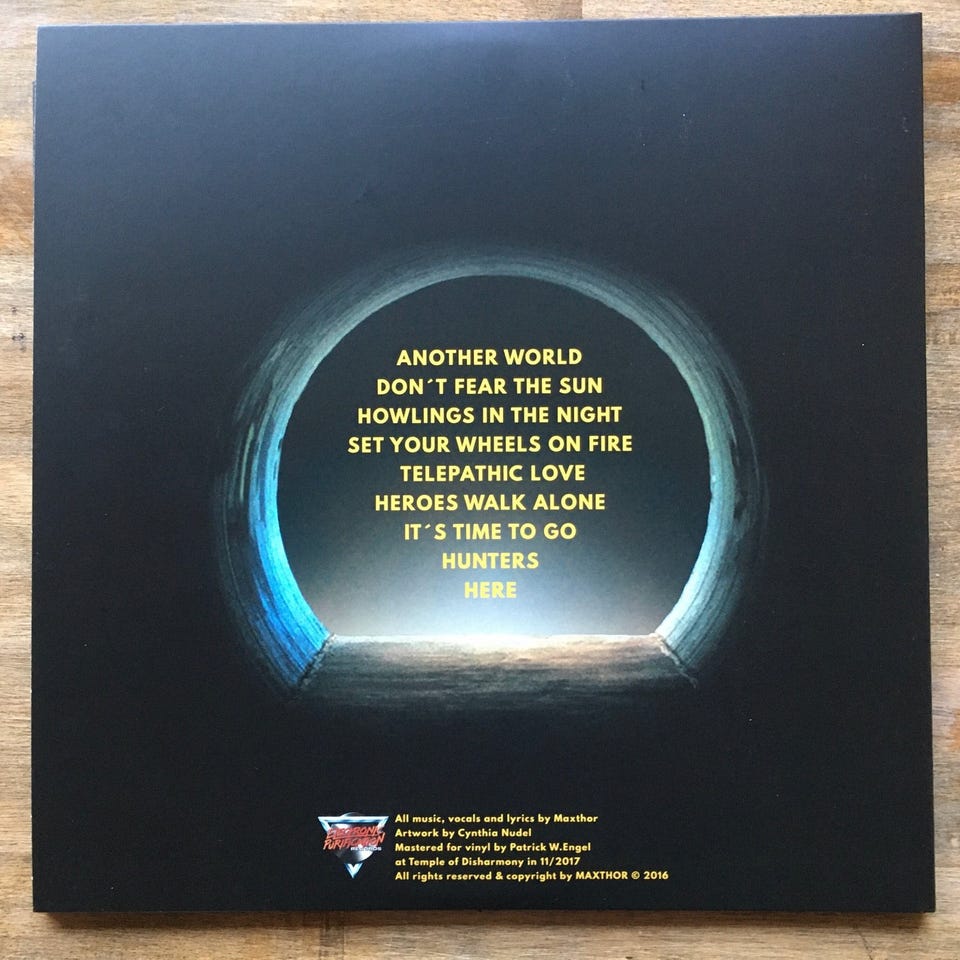 ANOTHER WORLD
DON´T FEAR THE SUN
HOWLINGS IN THE NIGHT
SET YOUR WHEELS ON FIRE
TELEPATHIC LOVE
HEROES WALK ALONE
IT´S TIME TO GO
HUNTERS
HERE
ELECTRONIC
PURIFICATION
RECORDS
All music, vocals and lyrics by Maxthor
Artwork by Cynthia Nudel
Mastered for vinyl by Patrick W.Engel
at Temple of Disharmony in 11/2017
All rights reserved & copyright by MAXTHOR © 2016